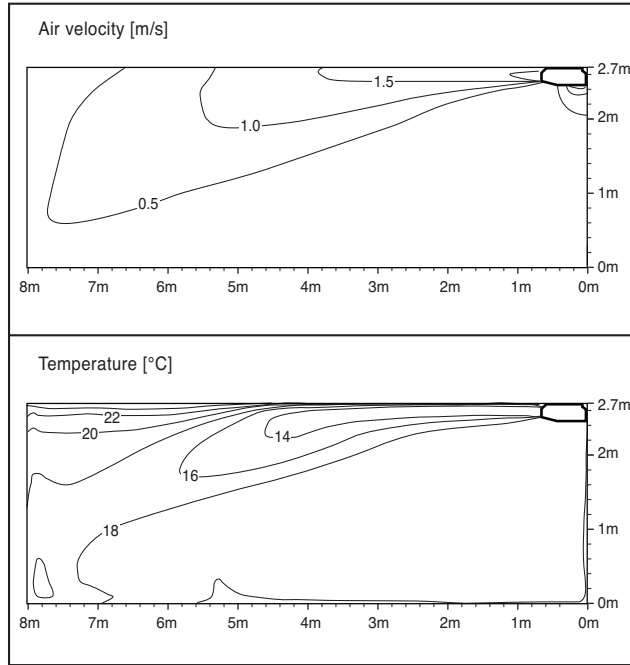 Air velocity [m/s]
2.7m
1.5
2m
1.0
1m
0.5
0m
8m 7m 6m 5m 4m 3m 2m 1m 0m
Temperature [°C]
2.7m
22
20
14
2m
16
18
1m
0m
8m 7m 6m 5m 4m 3m 2m 1m 0m